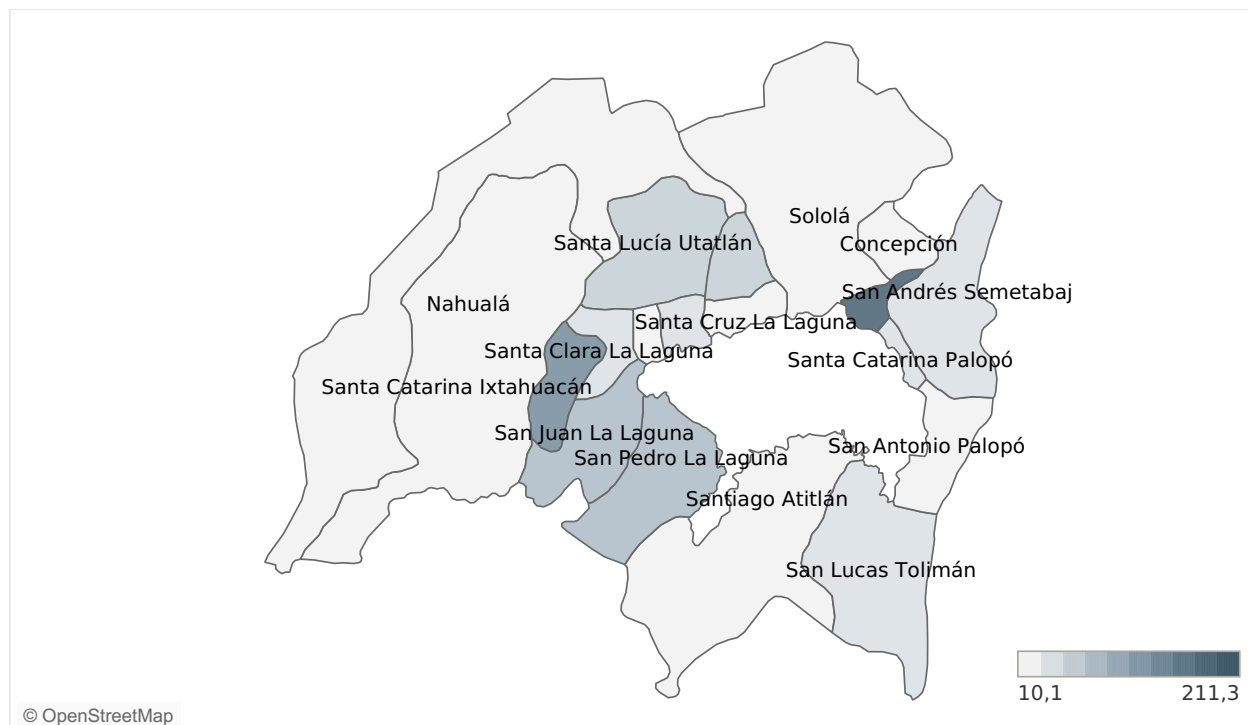 Sololá
Concepción
Santa Lucía Utatlán
San Andrés Semetabaj
Nahualá
Santa Cruz La Laguna
Santa Clara La Laguna
Santa Catarina Palopó
Santa Catarina Ixtahuacán
San Juan La Laguna
San Antonio Palopó
San Pedro La Laguna
Santiago Atitlán
San Lucas Tolimán
10,1
211,3
© OpenStreetMap